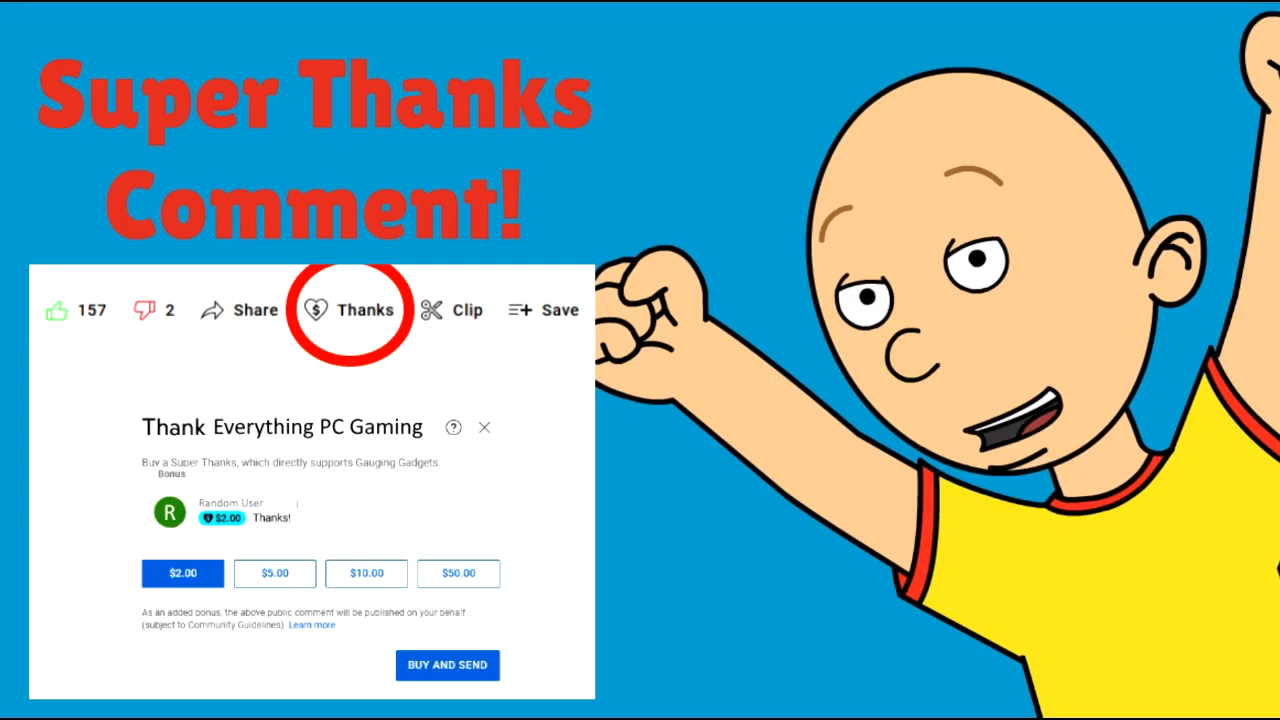 Super Thanks
Comment!
157 2 Share Thanks Clip Save
Thank Everything PC Gaming
Buy a Super Thanks, which directly supports Gauging Gadgets.
Bonus
R
Random User
$2.00 Thanks!
$2.00 $5.00 $10.00 $50.00
As an added bonus, the above public comment will be published on your behalf
(subject to Community Guidelines) Learn more.
BUY AND SEND